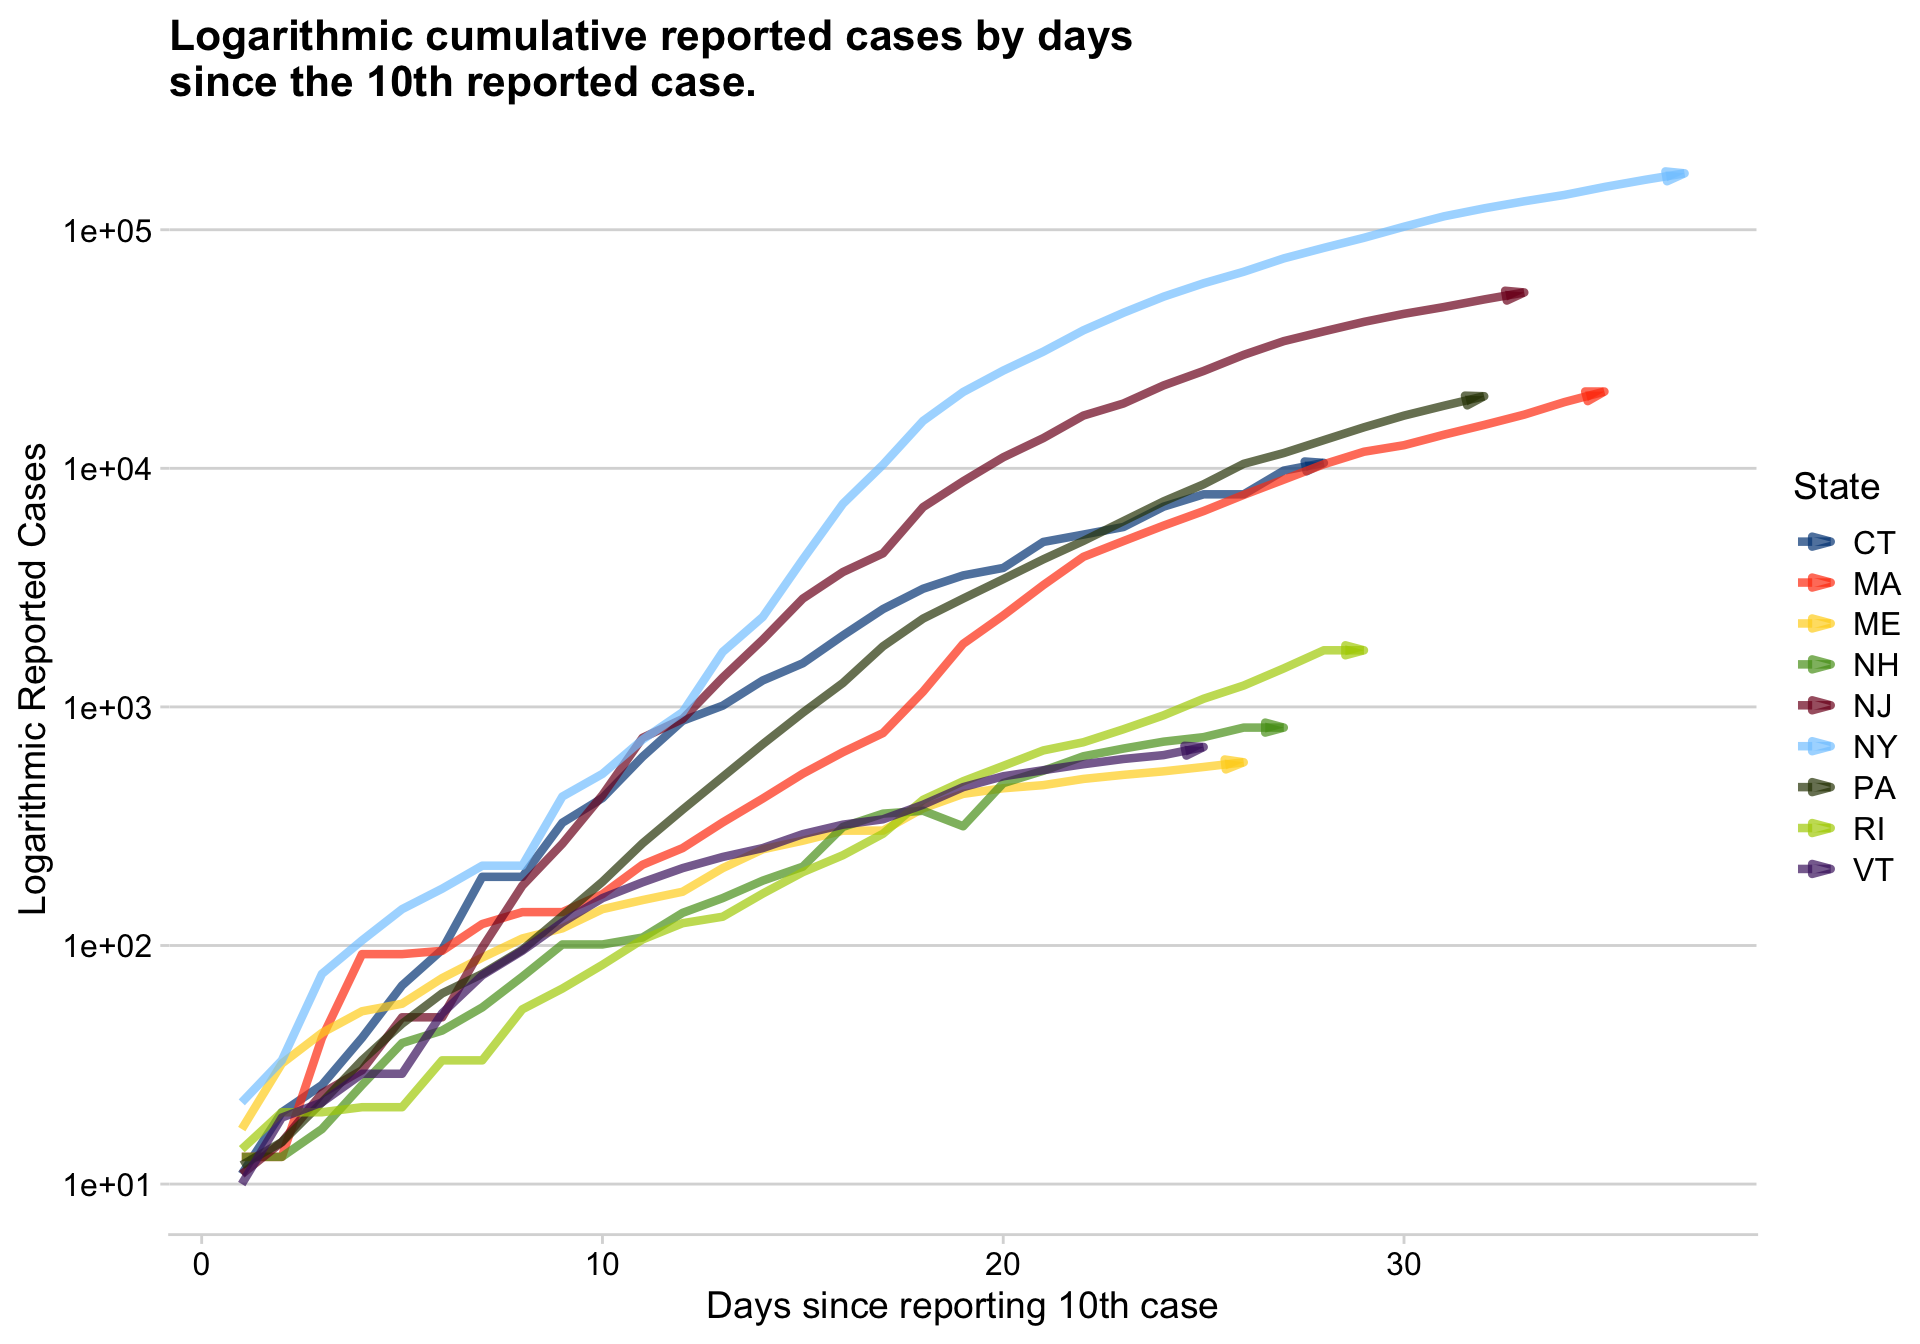 Logarithmic cumulative reported cases by days
since the 10th reported case.
Logarithmic Reported Cases
1e+05
1e+04
1e+03
1e+02
1e+01
0
10
20
30
Days since reporting 10th case
State
CT
MA
ME
NH
NJ
NY
PA
RI
VT